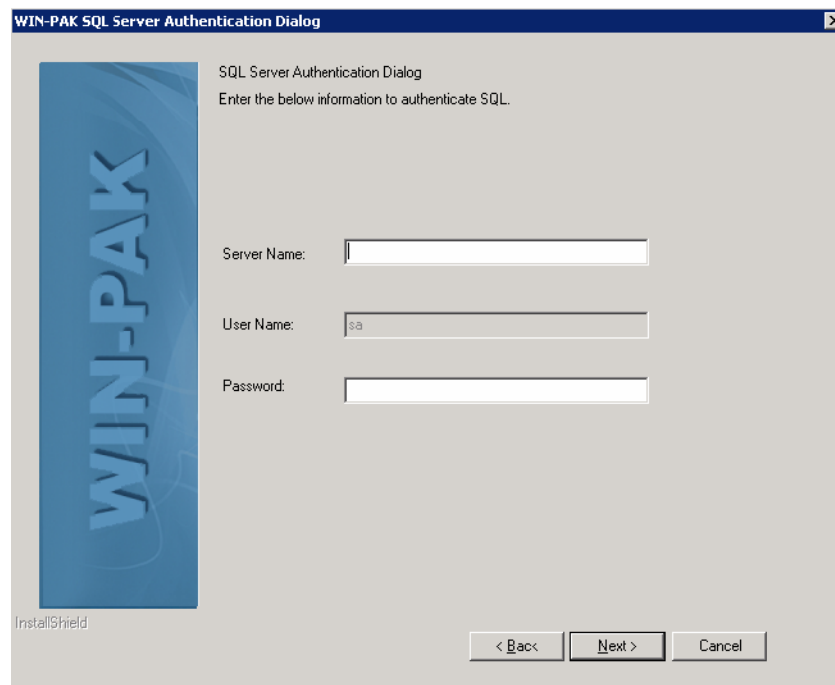 WIN-PAK SQL Server Authentication Dialog
SQL Server Authentication Dialog
Enter the below information to authenticate SQL.
WIN-PAK
Server Name:
User Name:
sa
Password:
InstallShield
< Back
Next >
Cancel